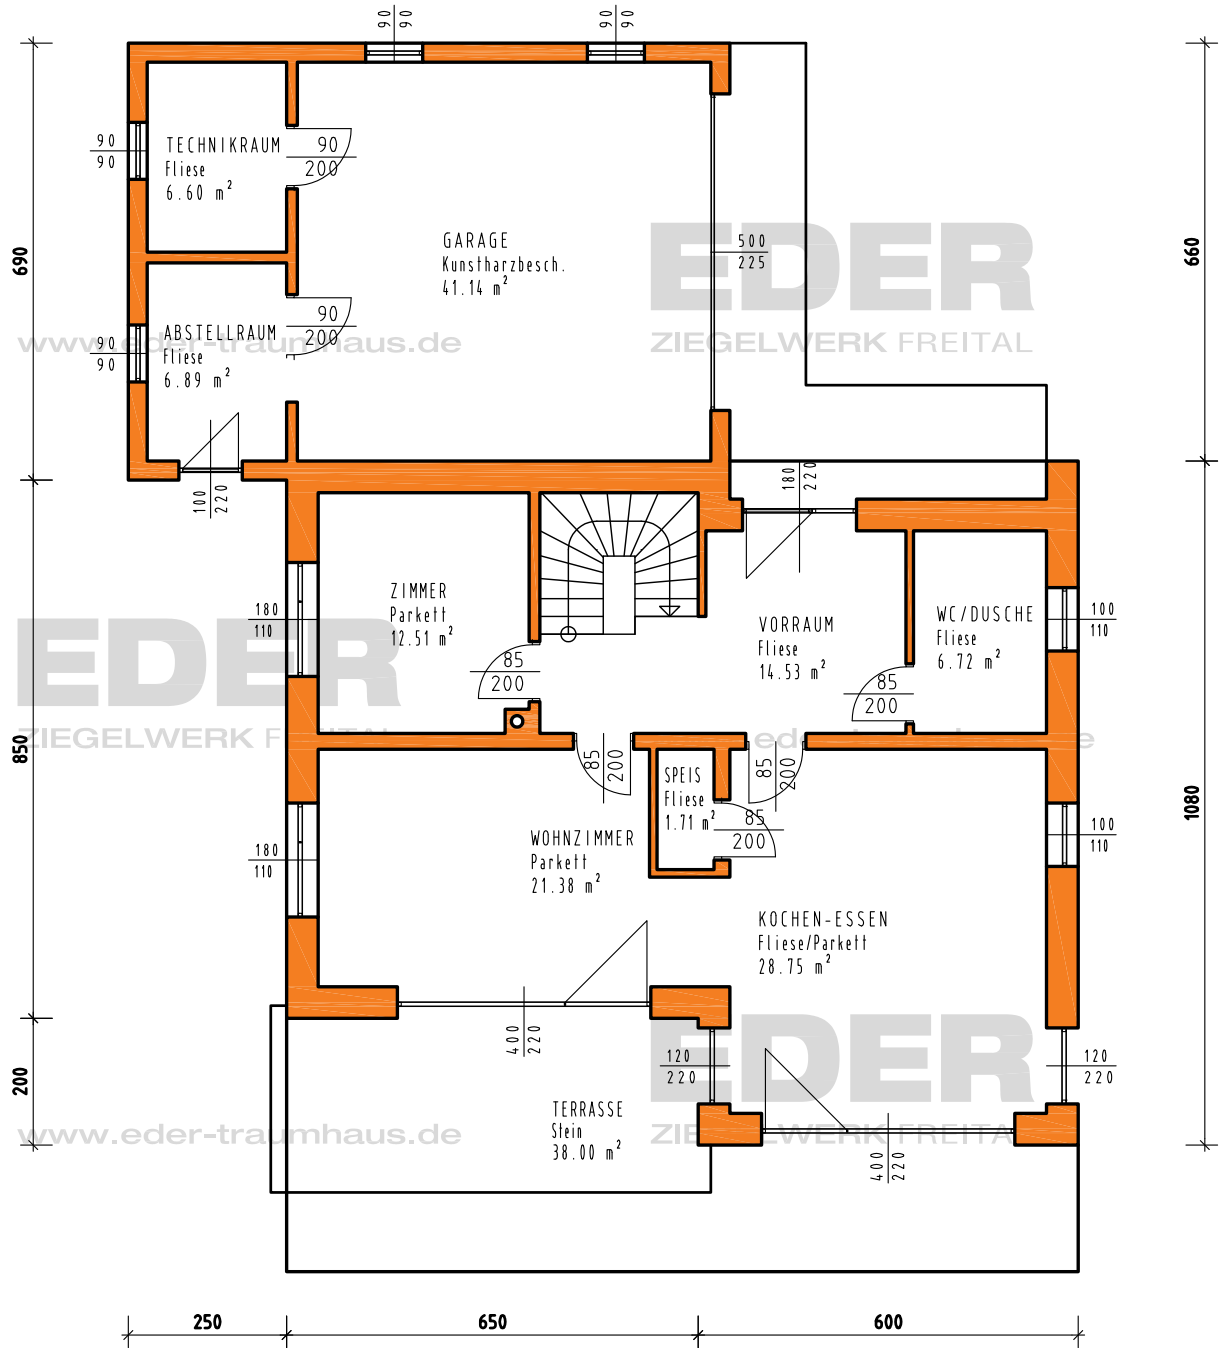 90
90
90
90
TECHNIKRAUM
Fliese
6.60 m²
90
90
90
200
GARAGE
Kunstharzbesch.
41.14 m²
500
225
EDER
ZIEGELWERK FREITAL
690
660
90
200
ABSTELLRAUM
Fliese
6.89 m²
90
90
www.eder-traumhaus.de
100
220
180
220
ZIMMER
Parkett
12.51 m²
180
110
VORRAUM
Fliese
14.53 m²
WC/DUSCHE
Fliese
6.72 m²
100
110
85
200
85
200
EDER
ZIEGELWERK FREITAL
850
85
200
85
200
SPEIS
Fliese
1.71 m²
85
200
1080
WOHNZIMMER
Parkett
21.38 m²
180
110
100
110
KOCHEN-ESSEN
Fliese/Parkett
28.75 m²
400
220
120
220
120
220
EDER
ZIEGELWERK FREITAL
200
TERRASSE
Stein
38.00 m²
www.eder-traumhaus.de
400
220
250
650
600